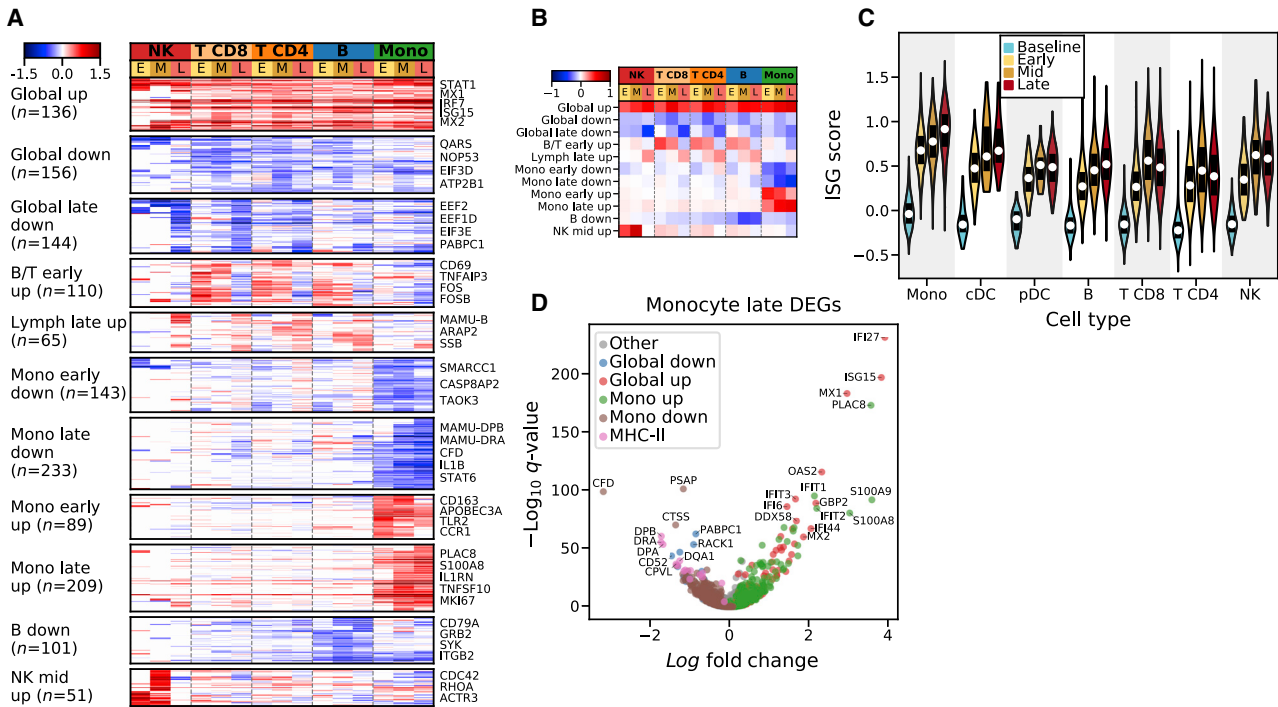 A
−1.5 0.0 1.5
NK T CD8 T CD4 B Mono
E M L E M L E M L E M L E M L
Global up
(n=136)
STAT1
MX1
IRF7
ISG15
MX2
Global down
(n=156)
QARS
NOP53
EIF3D
ATP2B1
Global late
down
(n=144)
EEF2
EEF1D
EIF3E
PABPC1
B/T early
up (n=110)
CD69
TNFAIP3
FOS
FOSB
Lymph late up
(n=65)
MAMU-B
ARAP2
SSB
Mono early
down (n=143)
SMARCC1
CASP8AP2
TAOK3
Mono late
down
(n=233)
MAMU-DPB
MAMU-DRA
CFD
IL1B
STAT6
Mono early
up (n=89)
CD163
APOBEC3A
TLR2
CCR1
Mono late
up (n=209)
PLAC8
S100A8
IL1RN
TNFSF10
MKI67
B down
(n=101)
CD79A
GRB2
SYK
ITGB2
NK mid
up (n=51)
CDC42
RHOA
ACTR3
B
−1 0 1
NK T CD8 T CD4 B Mono
E M L E M L E M L E M L E M L
Global up
Global down
Global late down
B/T early up
Lymph late up
Mono early down
Mono late down
Mono early up
Mono late up
B down
NK mid up
C
Baseline
Early
Mid
Late
ISG score
1.5
1.0
0.5
0.0
−0.5
Mono cDC pDC B T CD8 T CD4 NK
Cell type
D
Monocyte late DEGs
Other
Global down
Global up
Mono up
Mono down
MHC-II
−Log10 q-value
200
150
100
50
0
IFI27
ISG15
MX1
PLAC8
OAS2
CFD
PSAP
IFIT1
S100A9
IFIT3
GBP2
IFI6
IFIT2
S100A8
DDX58
CTSS
IFI44
MX2
DPB
PABPC1
DRA
RACK1
DPA
DQA1
CD52
CPVL
−2 0 2 4
Log fold change